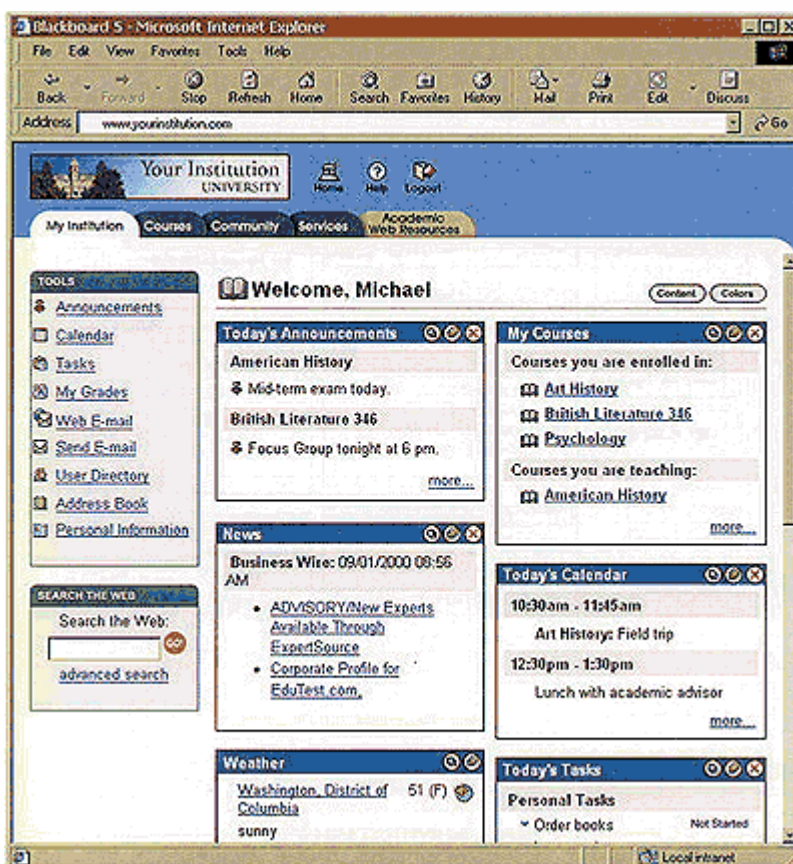 Blackboard 5 - Microsoft Internet Explorer
File Edit View Favorites Tools Help
Back Forward Stop Refresh Home Search Favorites History Mail Print Edit Discuss
Address www.yourinstitution.com Go
Your Institution
UNIVERSITY
Home Help Logout
My Institution Courses Community Services Academic
Web Resources
TOOLS
Announcements
Calendar
Tasks
My Grades
Web E-mail
Send E-mail
User Directory
Address Book
Personal Information
SEARCH THE WEB
Search the Web:
GO!
advanced search
Welcome, Michael
Content Colors
Today's Announcements
American History
Mid-term exam today.
British Literature 346
Focus Group tonight at 6 pm.
more...
News
Business Wire: 09/01/2000 08:56
AM
ADVISORY/New Experts
Available Through
ExpertSource
Corporate Profile for
EduTest.com,
Weather
Washington, District of
Columbia
51 (F)
sunny
My Courses
Courses you are enrolled in:
Art History
British Literature 346
Psychology
Courses you are teaching:
American History
more...
Today's Calendar
10:30am - 11:45am
Art History: Field trip
12:30pm - 1:30pm
Lunch with academic advisor
more...
Today's Tasks
Personal Tasks
Order books Not Started
Local intranet